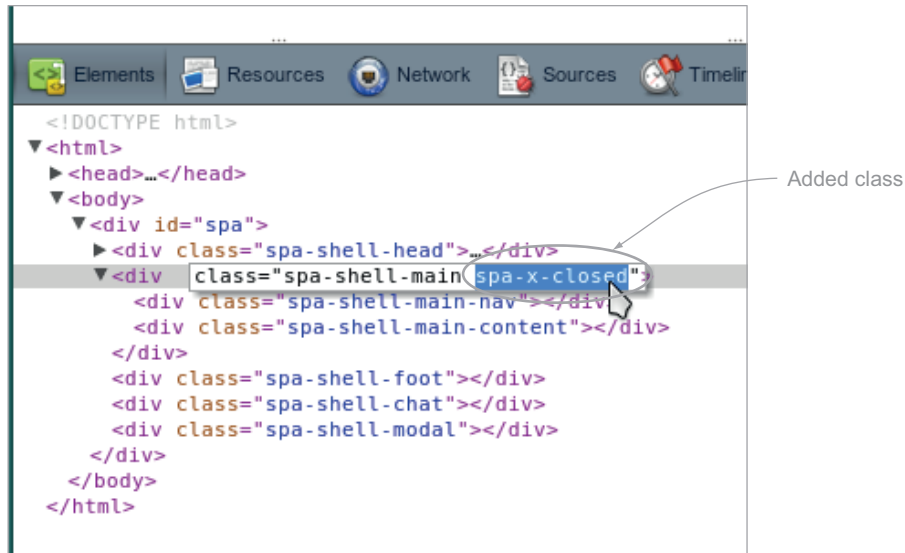 ... ...
Elements Resources Network Sources Timelin
<!DOCTYPE html>
▼<html>
▶<head>…</head>
▼<body>
▼<div id="spa">
▶<div class="spa-shell-head">…</div>
▼<div class="spa-shell-main spa-x-closed">
<div class="spa-shell-main-nav"></div>
<div class="spa-shell-main-content"></div>
</div>
<div class="spa-shell-foot"></div>
<div class="spa-shell-chat"></div>
<div class="spa-shell-modal"></div>
</div>
</body>
</html>
Added class